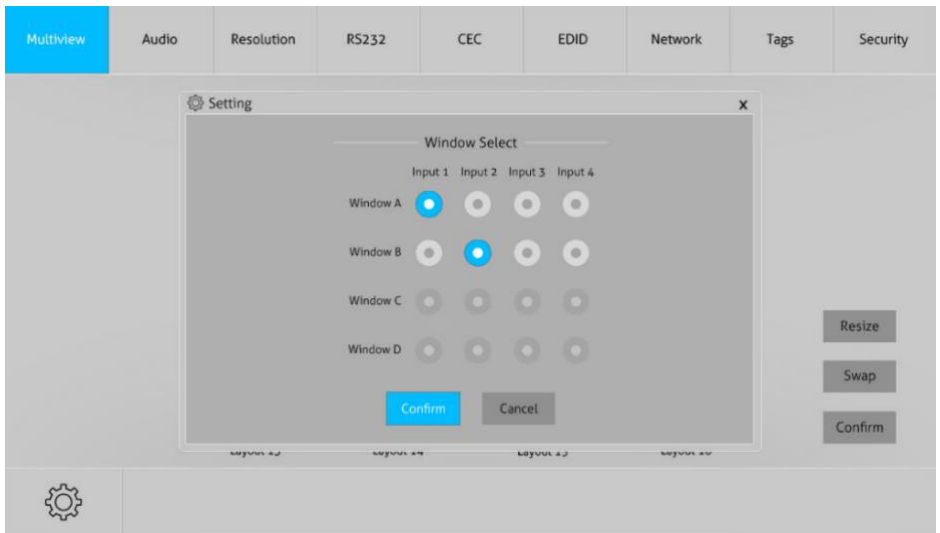 Multiview Audio Resolution RS232 CEC EDID Network Tags Security
Setting x
Window Select
Input 1 Input 2 Input 3 Input 4
Window A
Window B
Window C
Window D
Resize
Swap
Confirm Cancel
Confirm